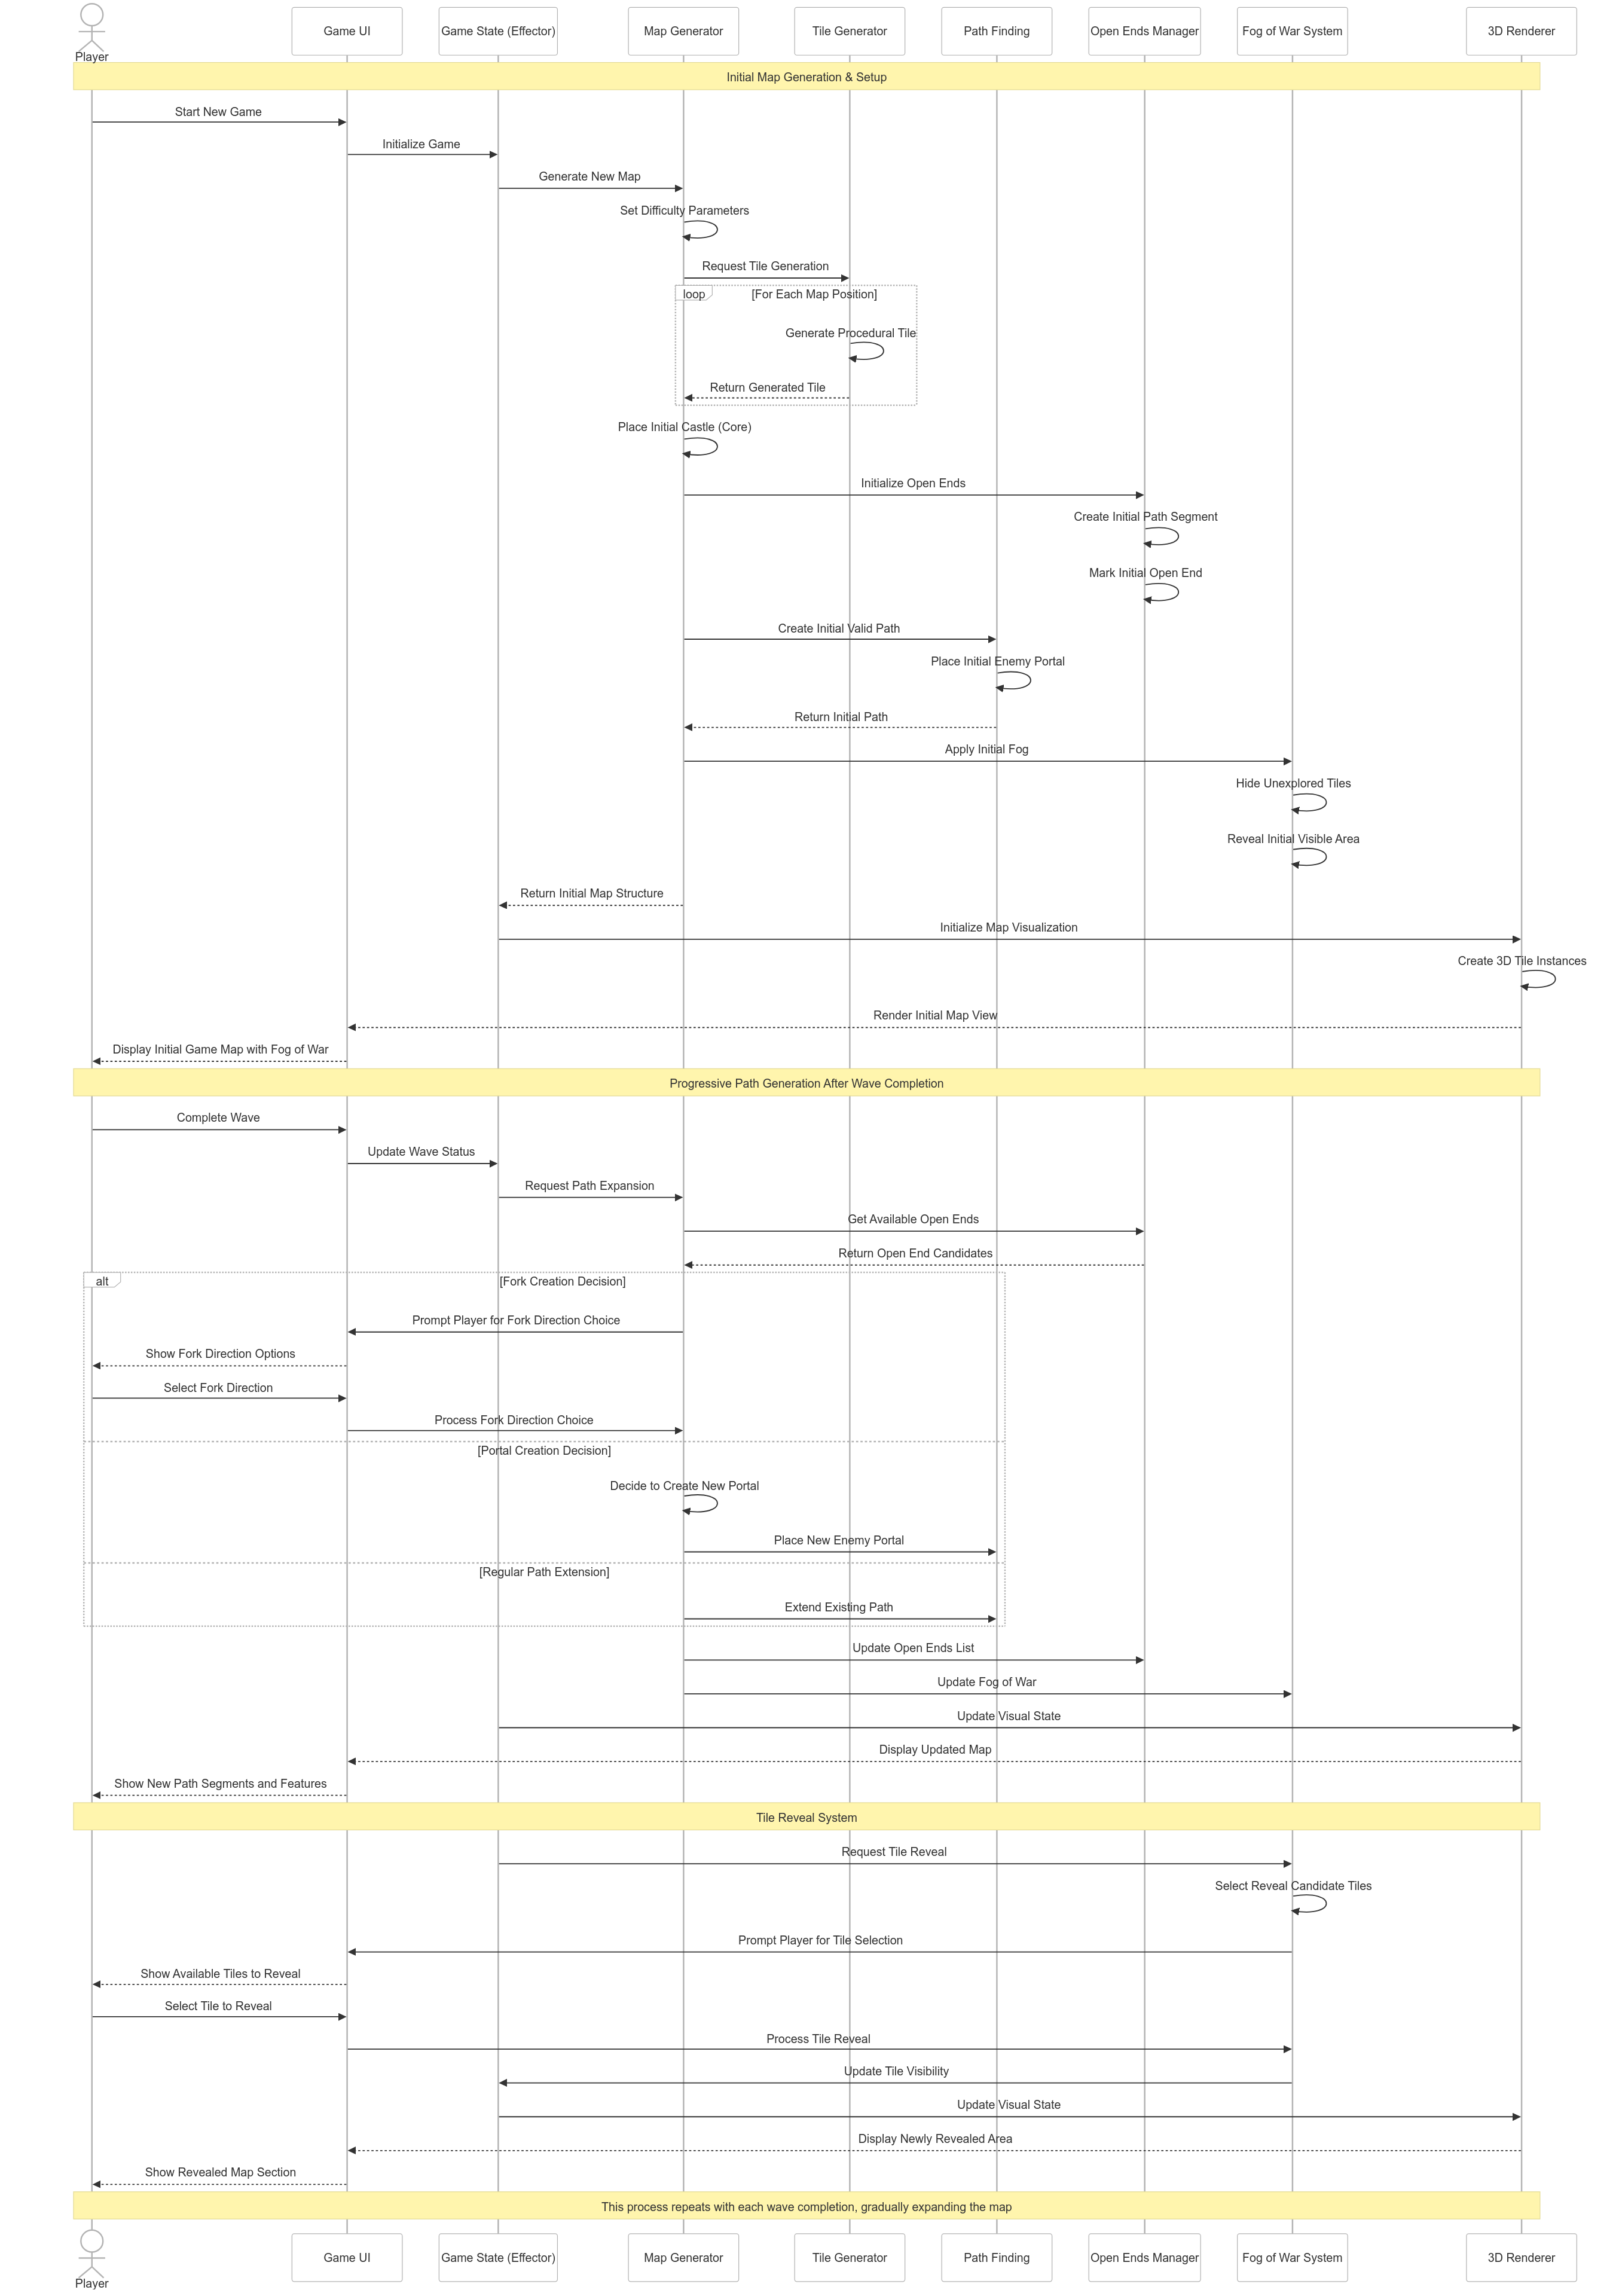 Player
Game UI
Game State (Effector)
Map Generator
Tile Generator
Path Finding
Open Ends Manager
Fog of War System
3D Renderer
Initial Map Generation & Setup
Start New Game
Initialize Game
Generate New Map
Set Difficulty Parameters
Request Tile Generation
loop
[For Each Map Position]
Generate Procedural Tile
Return Generated Tile
Place Initial Castle (Core)
Initialize Open Ends
Create Initial Path Segment
Mark Initial Open End
Create Initial Valid Path
Place Initial Enemy Portal
Return Initial Path
Apply Initial Fog
Hide Unexplored Tiles
Reveal Initial Visible Area
Return Initial Map Structure
Initialize Map Visualization
Create 3D Tile Instances
Render Initial Map View
Display Initial Game Map with Fog of War
Progressive Path Generation After Wave Completion
Complete Wave
Update Wave Status
Request Path Expansion
Get Available Open Ends
Return Open End Candidates
alt
[Fork Creation Decision]
Prompt Player for Fork Direction Choice
Show Fork Direction Options
Select Fork Direction
Process Fork Direction Choice
[Portal Creation Decision]
Decide to Create New Portal
Place New Enemy Portal
[Regular Path Extension]
Extend Existing Path
Update Open Ends List
Update Fog of War
Update Visual State
Display Updated Map
Show New Path Segments and Features
Tile Reveal System
Request Tile Reveal
Select Reveal Candidate Tiles
Prompt Player for Tile Selection
Show Available Tiles to Reveal
Select Tile to Reveal
Process Tile Reveal
Update Tile Visibility
Update Visual State
Display Newly Revealed Area
Show Revealed Map Section
This process repeats with each wave completion, gradually expanding the map
Player
Game UI
Game State (Effector)
Map Generator
Tile Generator
Path Finding
Open Ends Manager
Fog of War System
3D Renderer